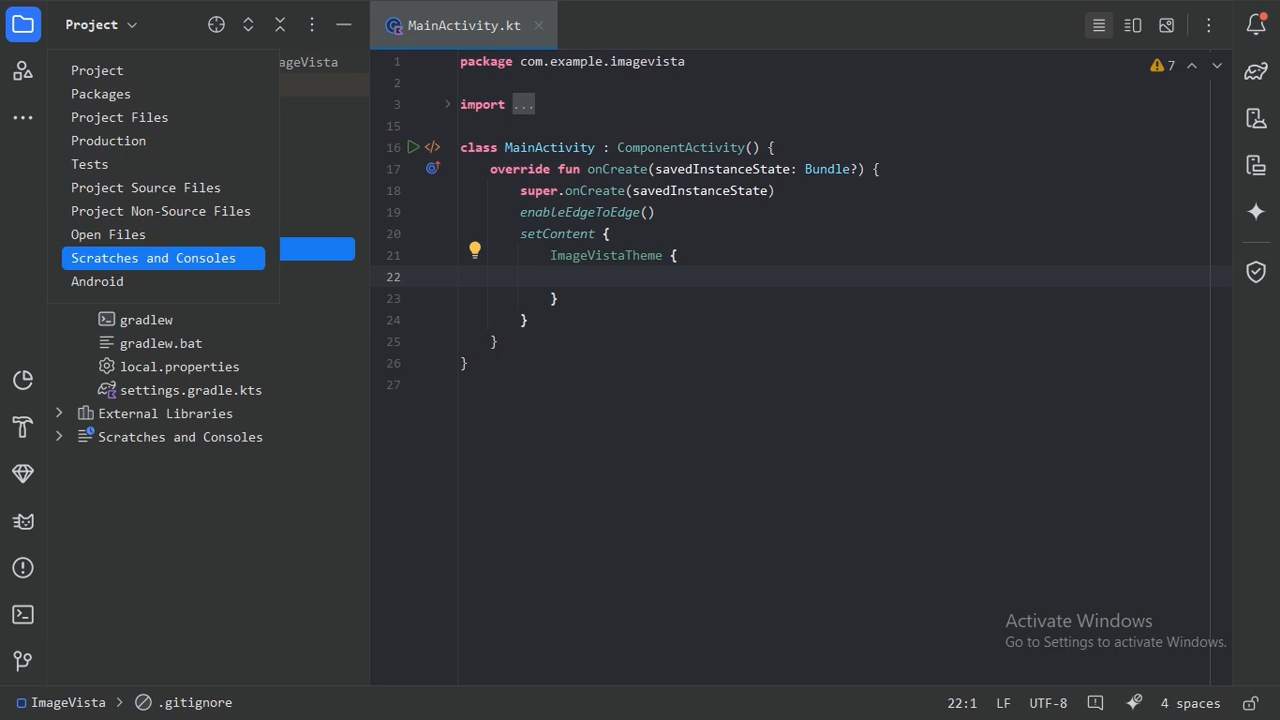 Project
MainActivity.kt
Project
Packages
Project Files
Production
Tests
Project Source Files
Project Non-Source Files
Open Files
Scratches and Consoles
Android
ageVista
gradlew
gradlew.bat
local.properties
settings.gradle.kts
External Libraries
Scratches and Consoles
7
1 package com.example.imagevista
2
3 import ...
15
16 class MainActivity : ComponentActivity() {
17 override fun onCreate(savedInstanceState: Bundle?) {
18 super.onCreate(savedInstanceState)
19 enableEdgeToEdge()
20 setContent {
21 ImageVistaTheme {
22
23 }
24 }
25 }
26 }
27
Activate Windows
Go to Settings to activate Windows.
ImageVista > .gitignore
22:1 LF UTF-8 4 spaces